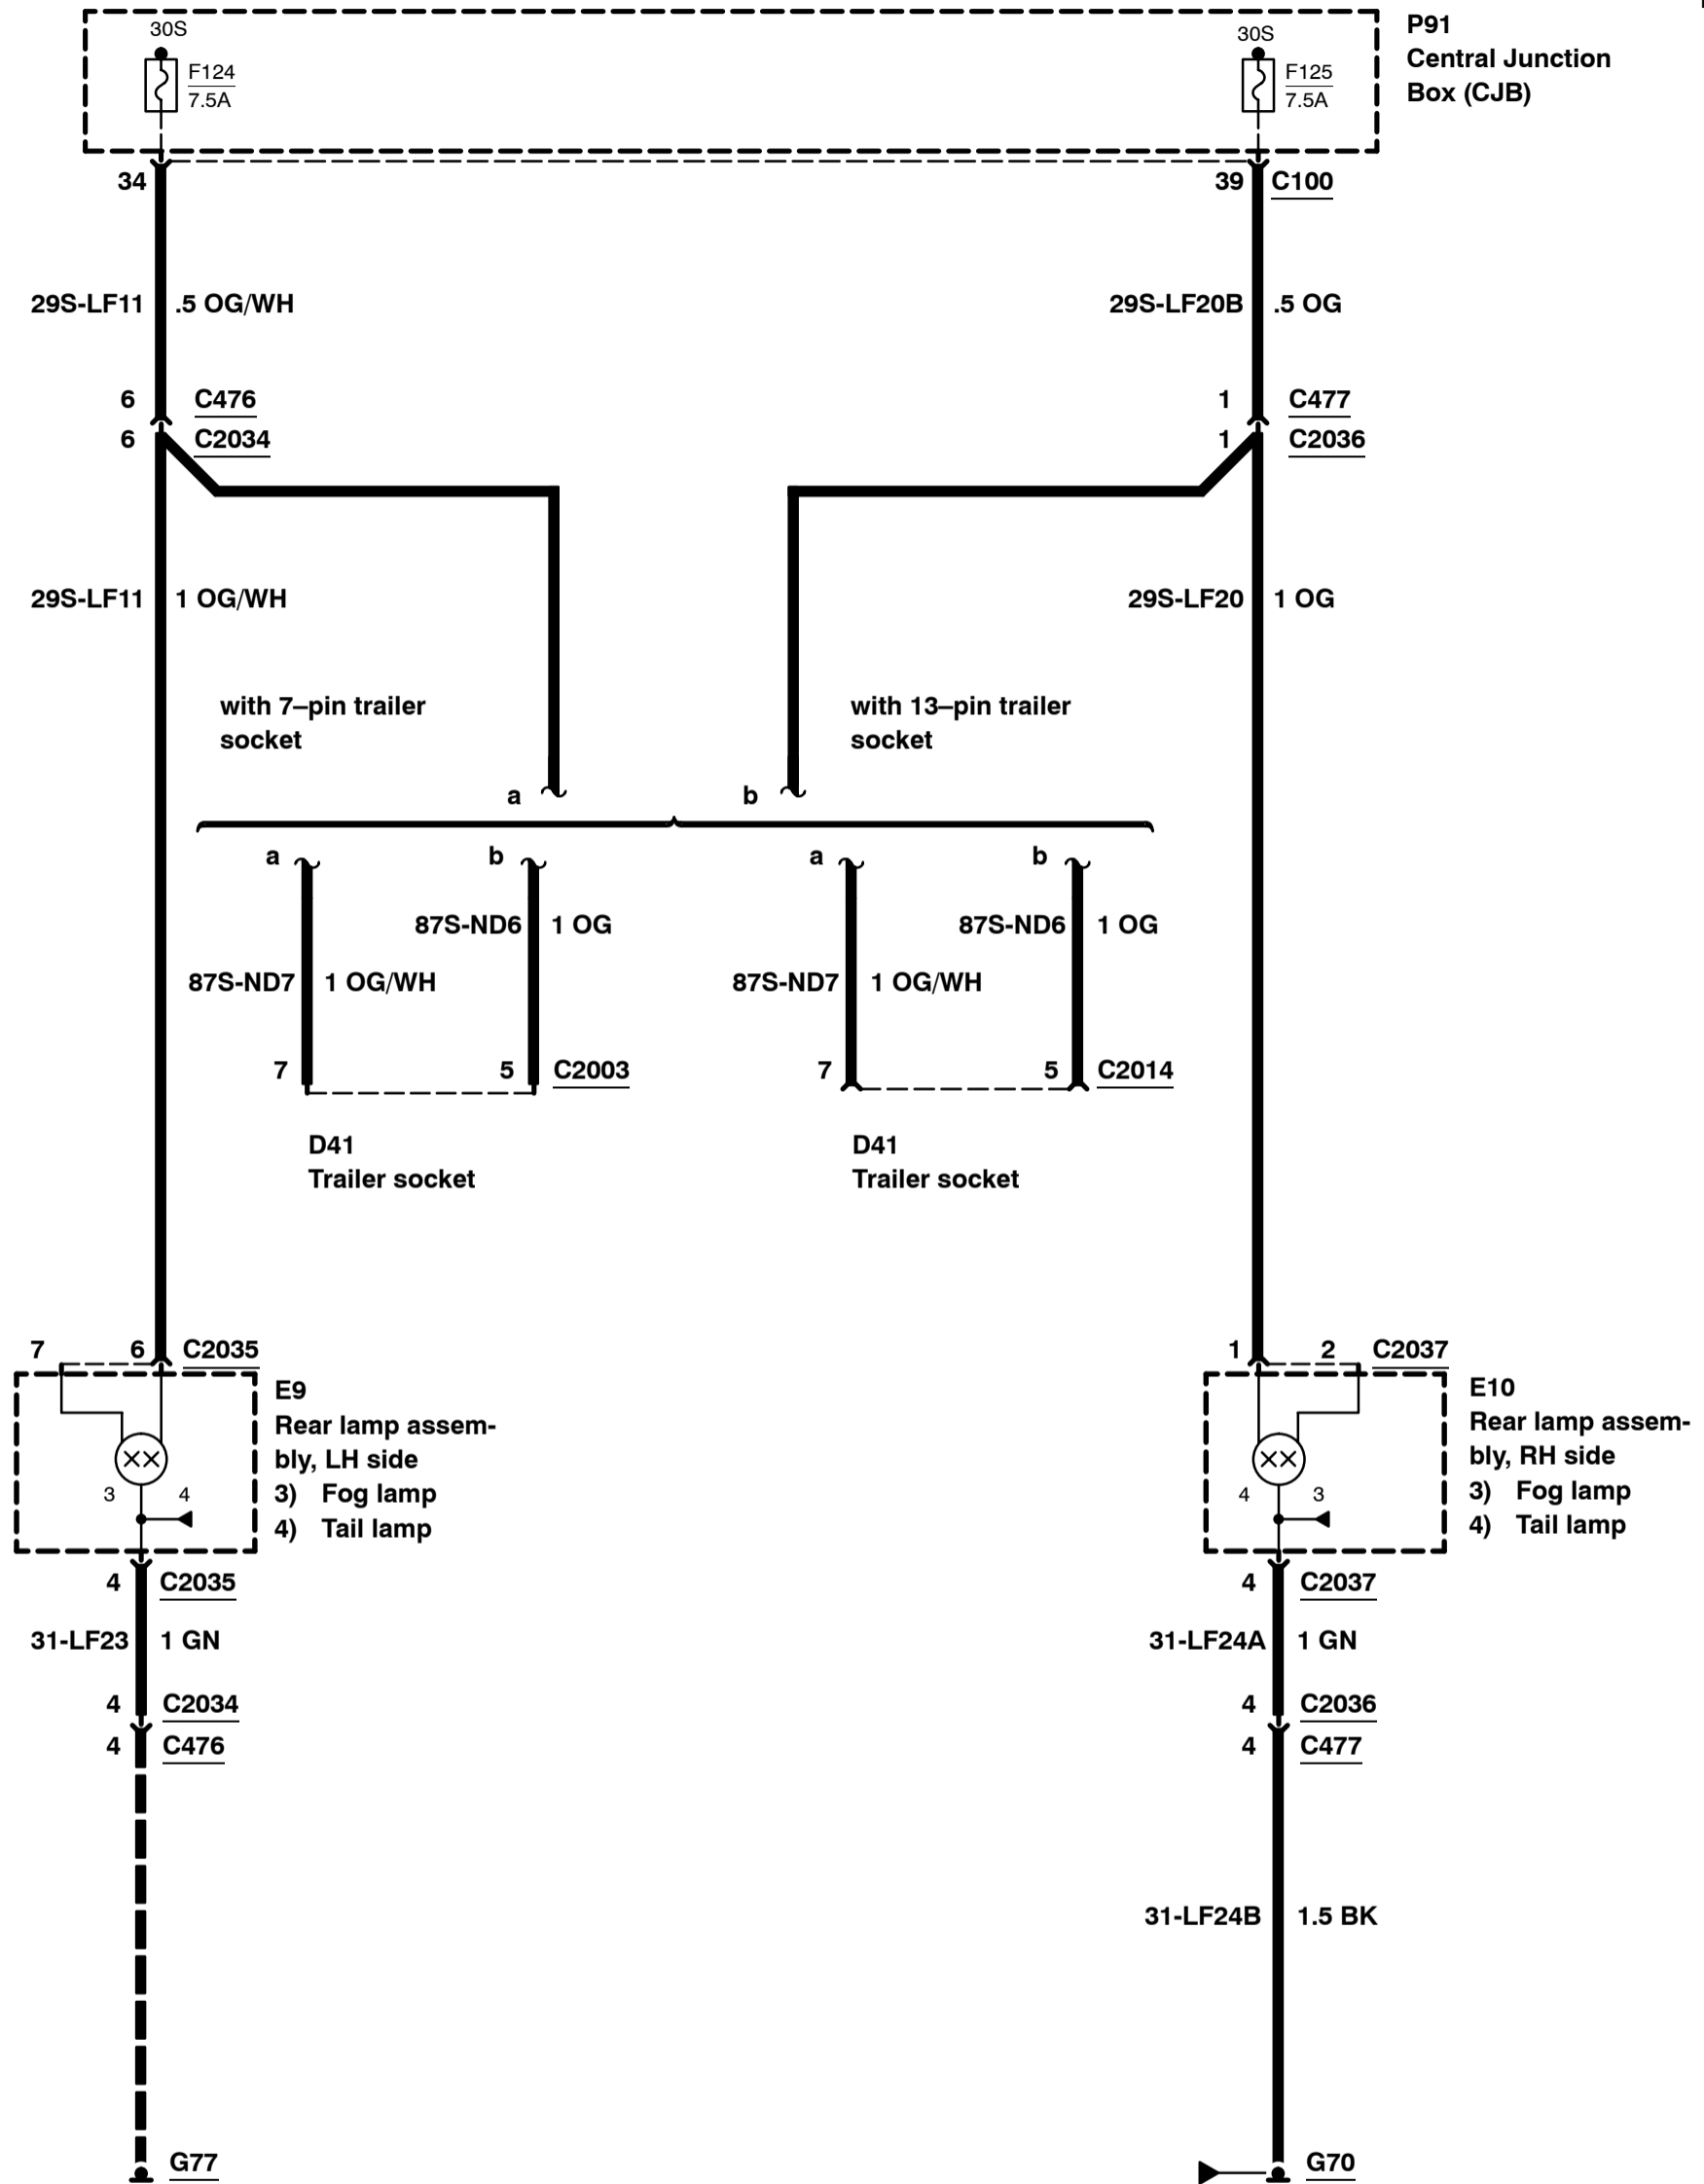 30S
F124
7.5A
30S
F125
7.5A
P91
Central Junction
Box (CJB)
34
39 C100
29S-LF11 .5 OG/WH
29S-LF20B .5 OG
6 C476
6 C2034
1 C477
1 C2036
29S-LF11 1 OG/WH
29S-LF20 1 OG
with 7–pin trailer
socket
with 13–pin trailer
socket
a
b
a
b
a
b
87S-ND6 1 OG
87S-ND6 1 OG
87S-ND7 1 OG/WH
87S-ND7 1 OG/WH
7
5 C2003
7
5 C2014
D41
Trailer socket
D41
Trailer socket
7 6 C2035
1 2 C2037
E9
Rear lamp assem-
bly, LH side
3) Fog lamp
4) Tail lamp
3 4
E10
Rear lamp assem-
bly, RH side
3) Fog lamp
4) Tail lamp
4 3
4 C2035
4 C2037
31-LF23 1 GN
31-LF24A 1 GN
4 C2034
4 C476
4 C2036
4 C477
31-LF24B 1.5 BK
G77
G70